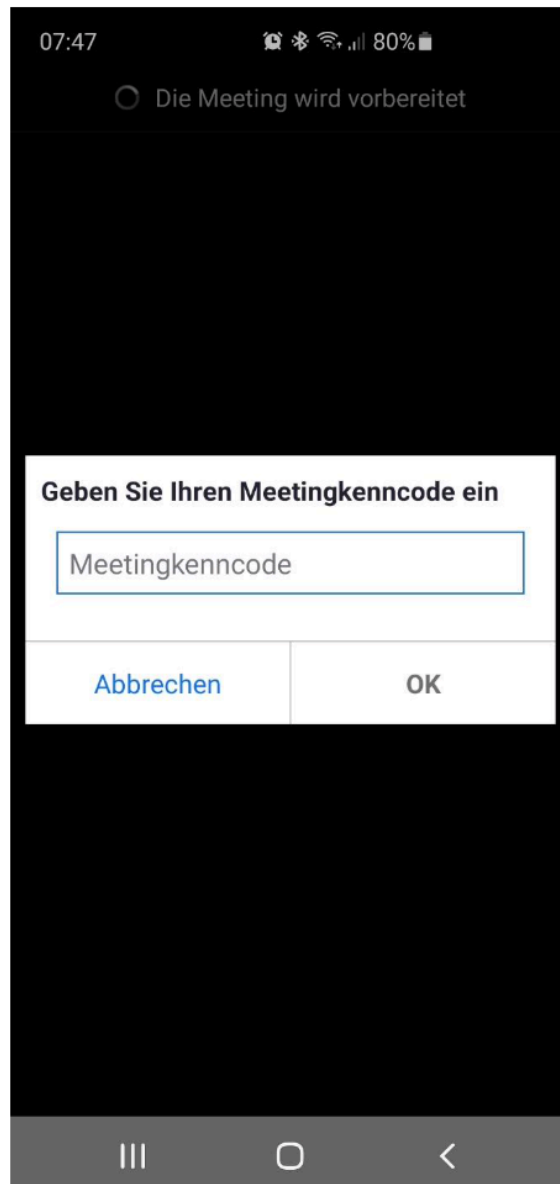 07:47 80%
Die Meeting wird vorbereitet
Geben Sie Ihren Meetingkenncode ein
Meetingkenncode
Abbrechen OK